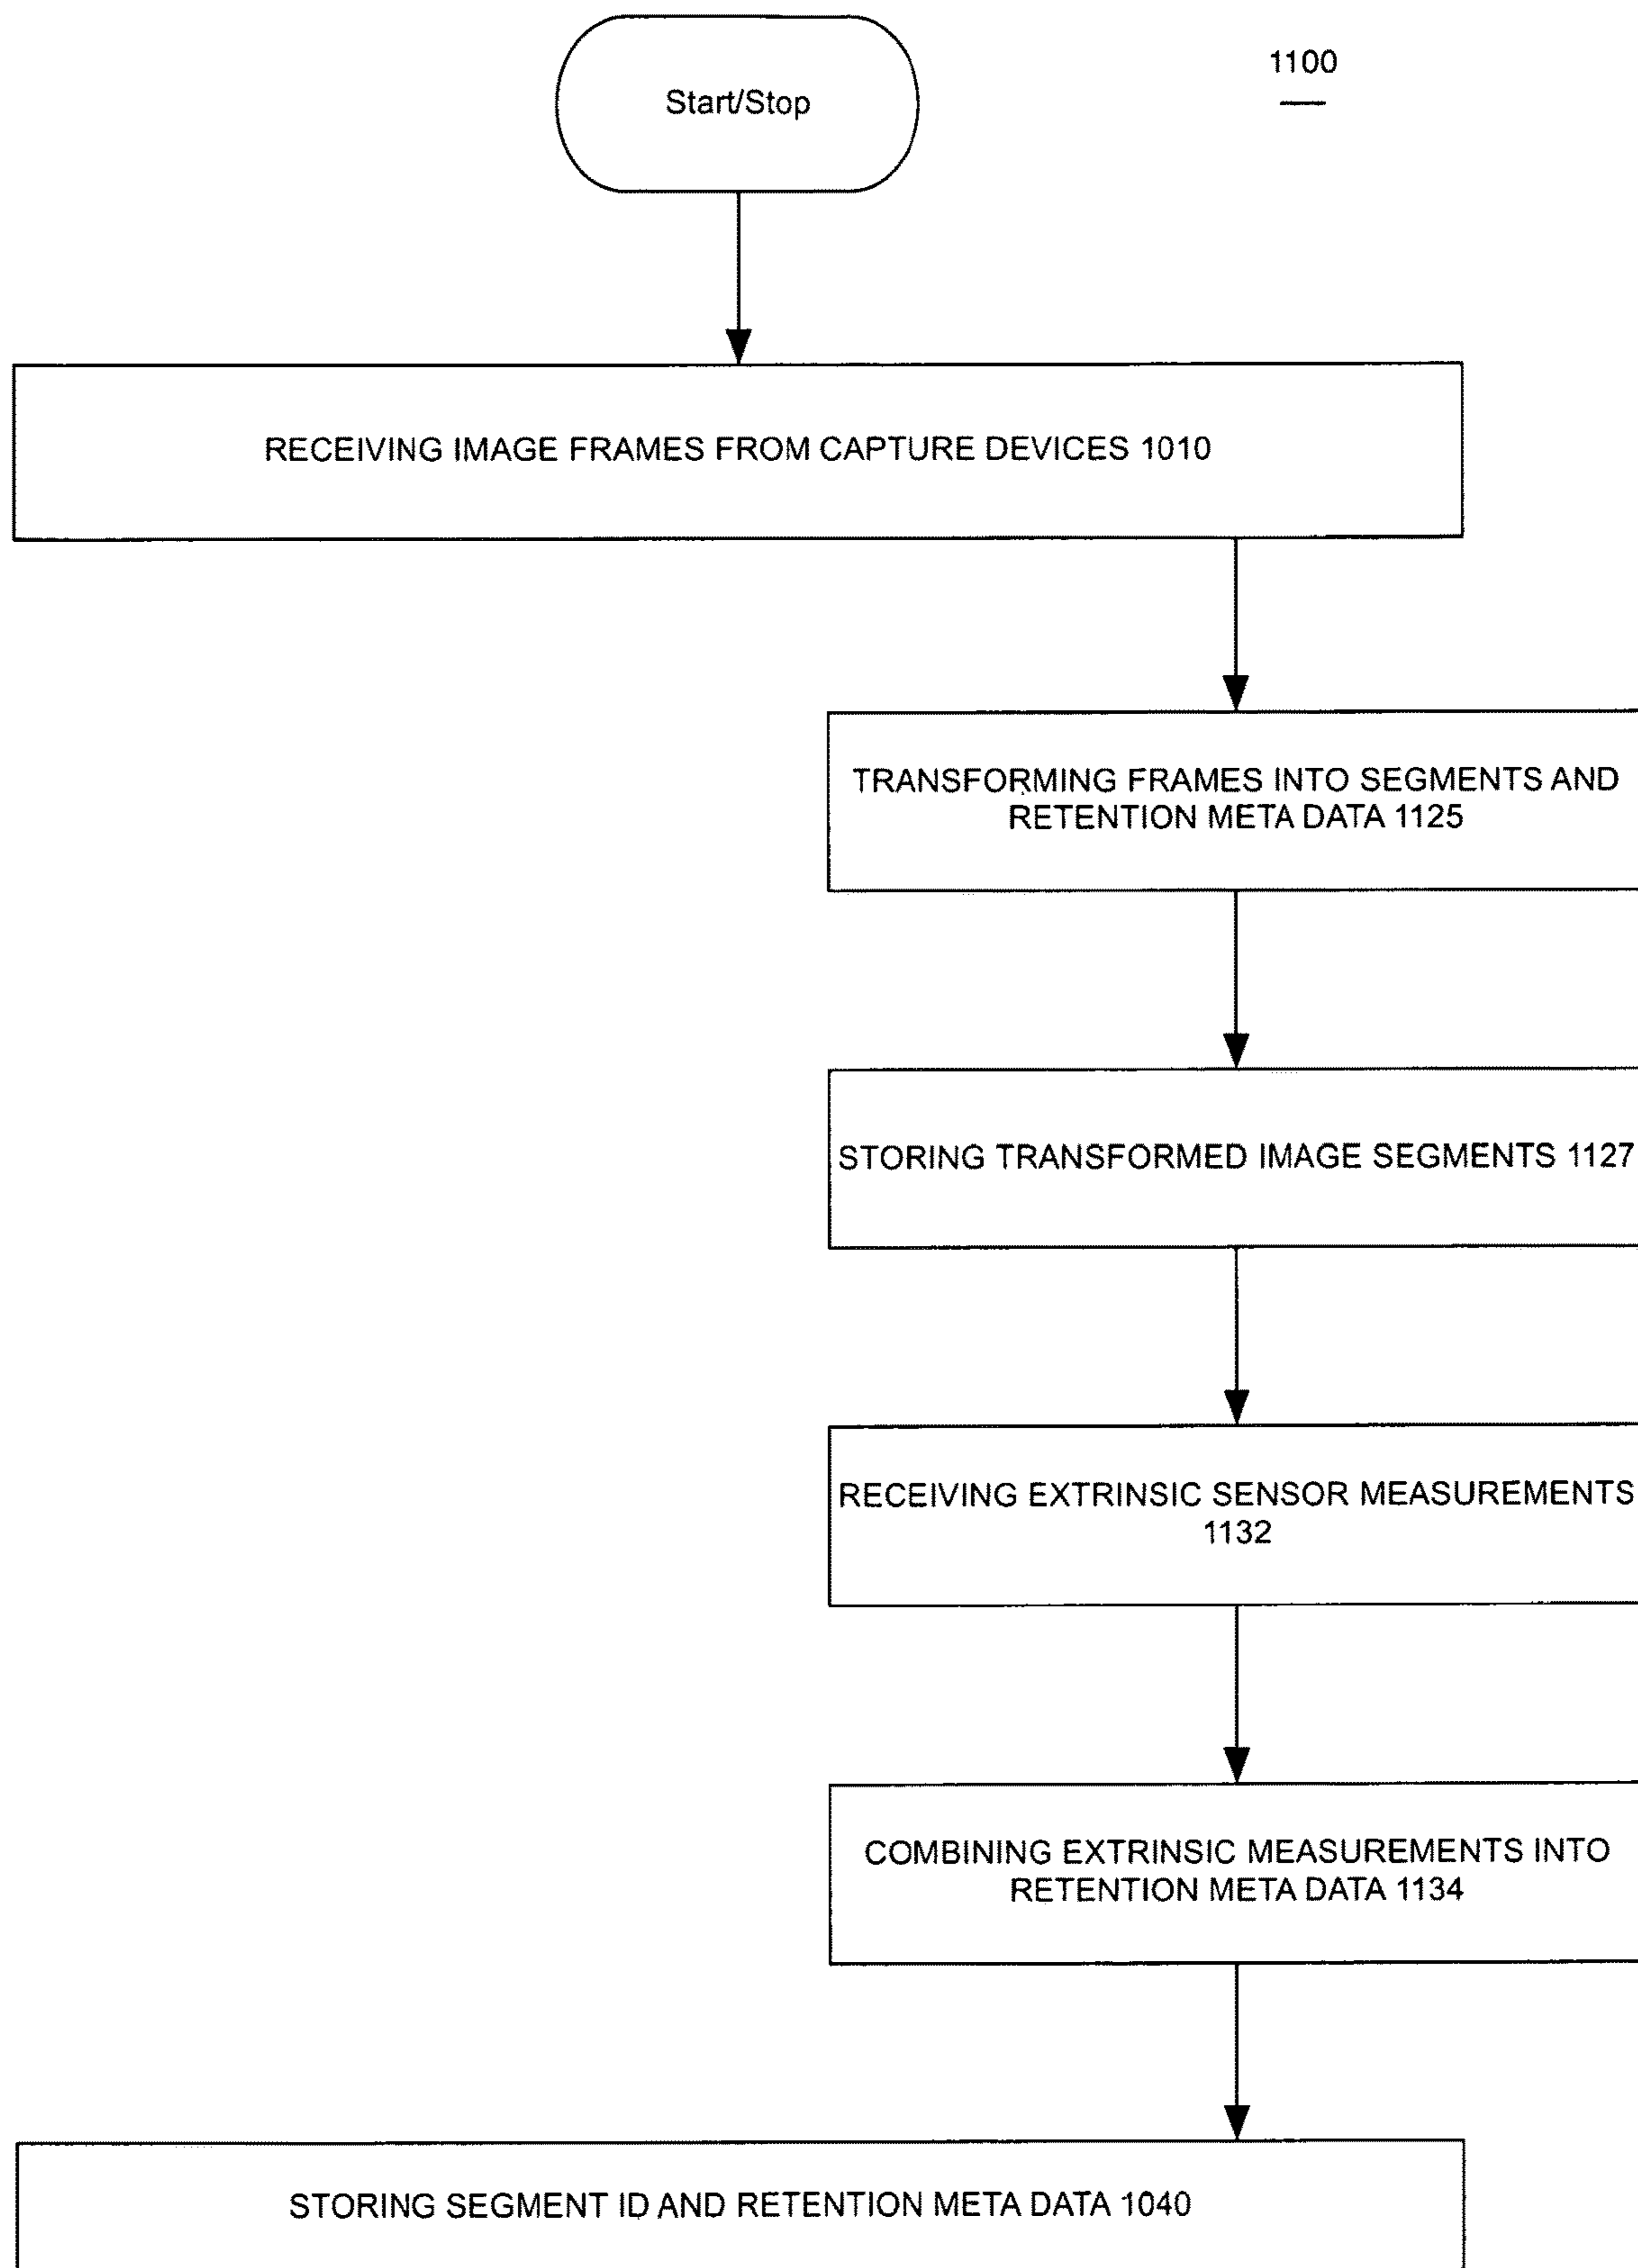 1100
Start/Stop
RECEIVING IMAGE FRAMES FROM CAPTURE DEVICES 1010
TRANSFORMING FRAMES INTO SEGMENTS AND
RETENTION META DATA 1125
STORING TRANSFORMED IMAGE SEGMENTS 1127
RECEIVING EXTRINSIC SENSOR MEASUREMENTS
1132
COMBINING EXTRINSIC MEASUREMENTS INTO
RETENTION META DATA 1134
STORING SEGMENT ID AND RETENTION META DATA 1040